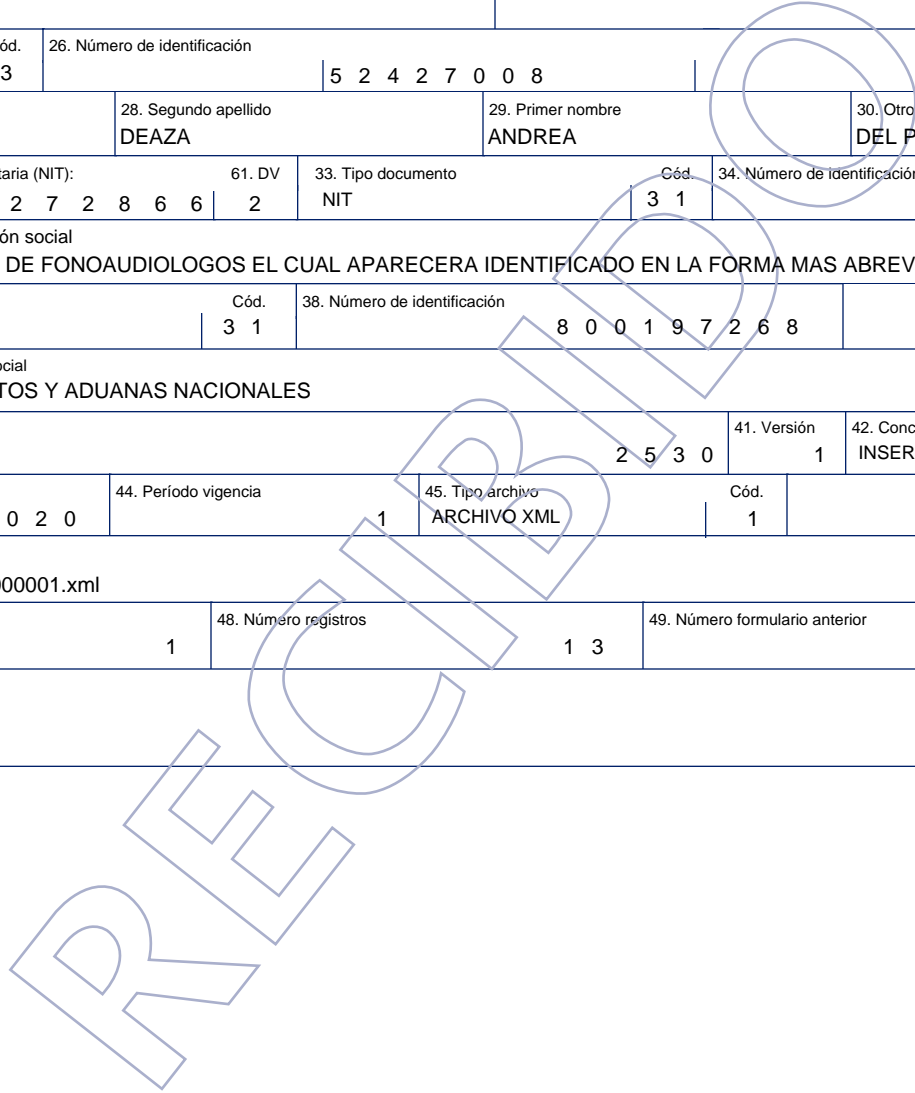 ód. 26. Número de identificación
3 5 2 4 2 7 0 0 8
28. Segundo apellido 29. Primer nombre 30. Otro
DEAZA ANDREA DEL P
taria (NIT): 61. DV 33. Tipo documento Cód. 34. Número de identificación
2 7 2 8 6 6 2 NIT 3 1
ón social
DE FONOAUDIOLOGOS EL CUAL APARECERA IDENTIFICADO EN LA FORMA MAS ABREV
Cód. 38. Número de identificación
3 1 8 0 0 1 9 7 2 6 8
ocial
TOS Y ADUANAS NACIONALES
41. Versión 42. Conc
2 5 3 0 1 INSER
44. Período vigencia 45. Tipo archivo Cód.
0 2 0 1 ARCHIVO XML 1
000001.xml
48. Número registros 49. Número formulario anterior
1 1 3
RECIBIDO